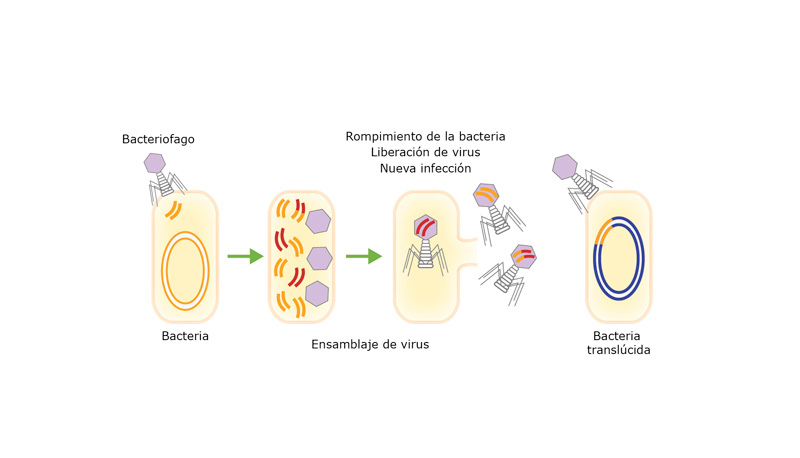 Bacteriofago
Rompimiento de la bacteria
Liberación de virus
Nueva infección
Bacteria
Ensamblaje de virus
Bacteria
translúcida